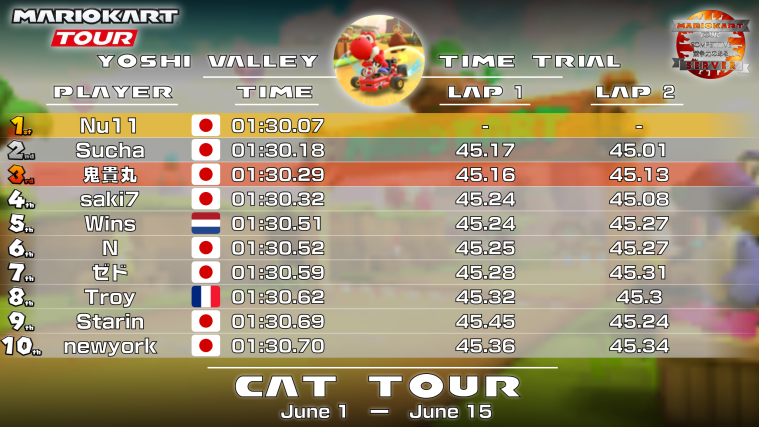 MARIOKART
TOUR
YOSHI VALLEY TIME TRIAL
PLAYER TIME LAP 1 LAP 2
1st Nu11 01:30.07 - -
2nd Sucha 01:30.18 45.17 45.01
3rd 鬼貫丸 01:30.29 45.16 45.13
4th saki7 01:30.32 45.24 45.08
5th Wins 01:30.51 45.24 45.27
6th N 01:30.52 45.25 45.27
7th ゼド 01:30.59 45.28 45.31
8th Troy 01:30.62 45.32 45.3
9th Starin 01:30.69 45.45 45.24
10th newyork 01:30.70 45.36 45.34
CAT TOUR
June 1 — June 15
MARIOKART
SERVER